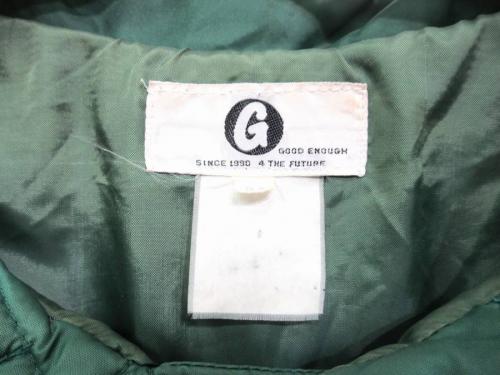 G
GOOD ENOUGH
SINCE 1990 4 THE FUTURE